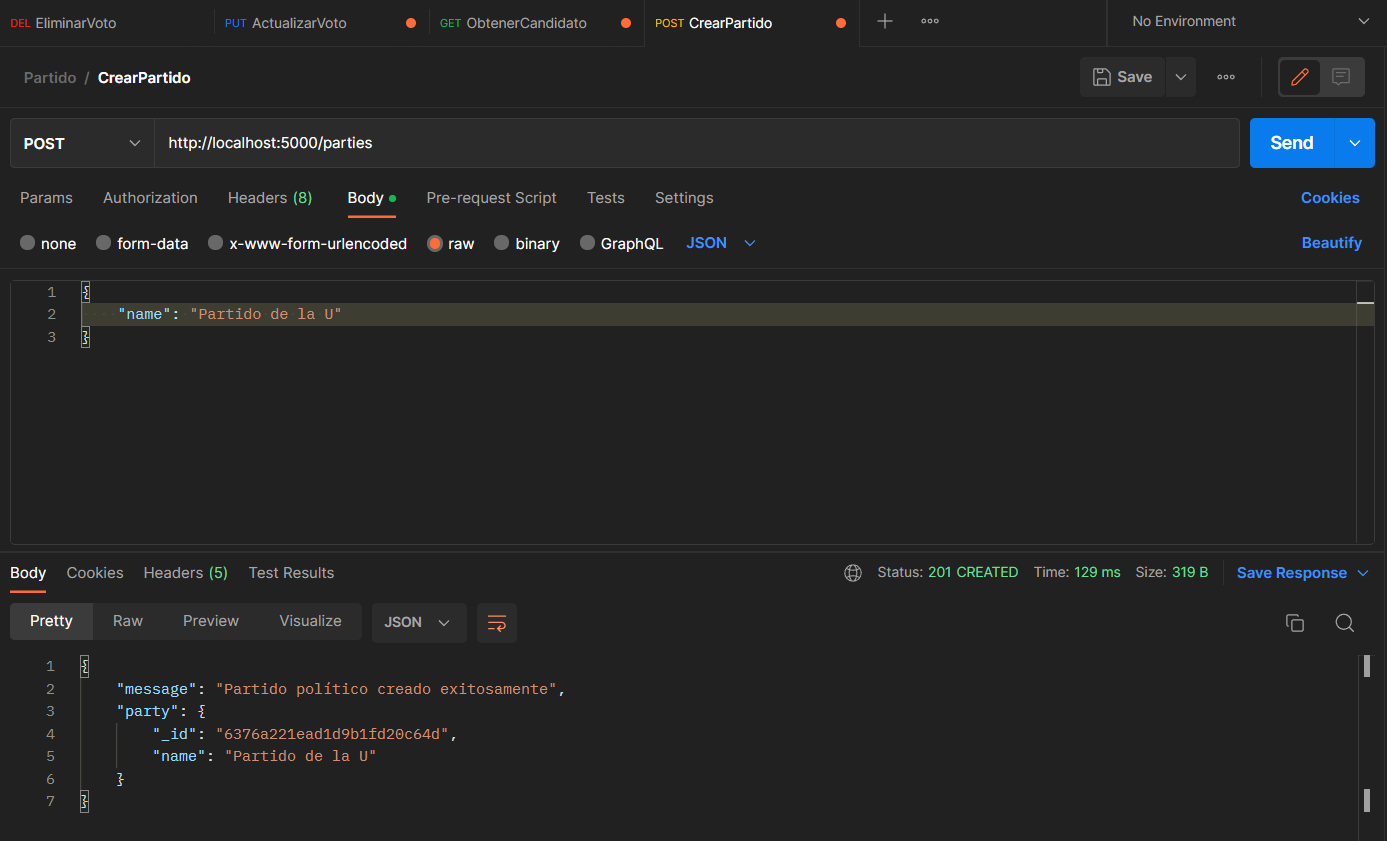 DEL EliminarVoto PUT ActualizarVoto GET ObtenerCandidato POST CrearPartido No Environment
Partido / CrearPartido Save
POST http://localhost:5000/parties Send
Params Authorization Headers (8) Body Pre-request Script Tests Settings Cookies
none form-data x-www-form-urlencoded raw binary GraphQL JSON Beautify
1 {
2 "name": "Partido de la U"
3 }
Body Cookies Headers (5) Test Results Status: 201 CREATED Time: 129 ms Size: 319 B Save Response
Pretty Raw Preview Visualize JSON
1 {
2 "message": "Partido político creado exitosamente",
3 "party": {
4 "_id": "6376a221ead1d9b1fd20c64d",
5 "name": "Partido de la U"
6 }
7 }